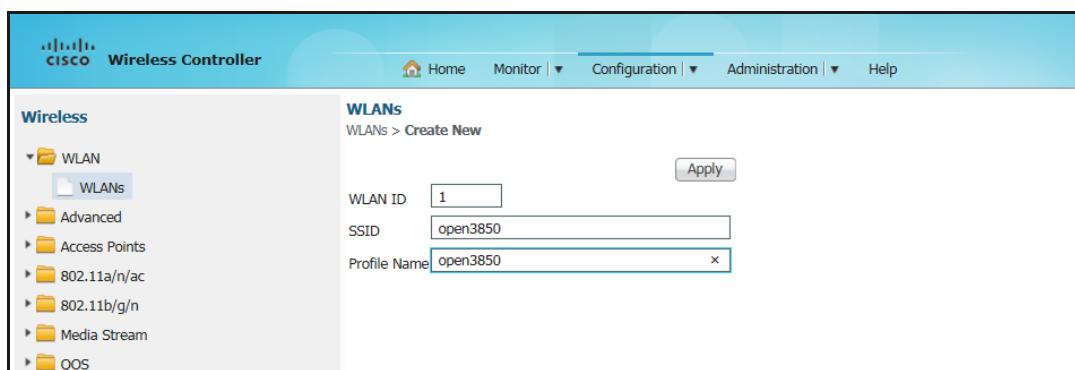 CISCO Wireless Controller
Home Monitor Configuration Administration Help
Wireless
WLAN
WLANs
Advanced
Access Points
802.11a/n/ac
802.11b/g/n
Media Stream
QOS
WLANs
WLANs > Create New
Apply
WLAN ID 1
SSID open3850
Profile Name open3850 ×